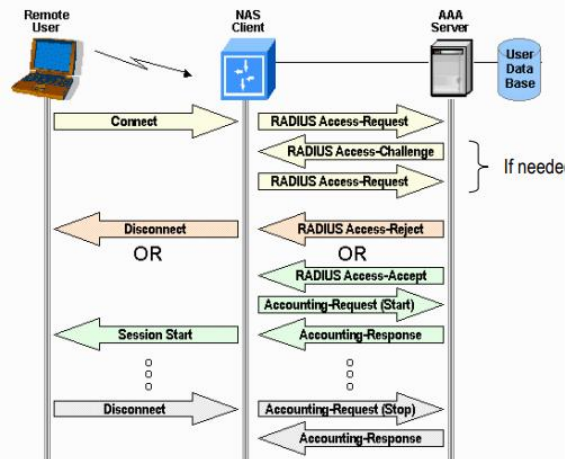 Remote
User
NAS
Client
AAA
Server
User
Data
Base
Connect
RADIUS Access-Request
RADIUS Access-Challenge
RADIUS Access-Request
If needed
Disconnect
RADIUS Access-Reject
OR
OR
RADIUS Access-Accept
Accounting-Request (Start)
Session Start
Accounting-Response
Disconnect
Accounting-Request (Stop)
Accounting-Response